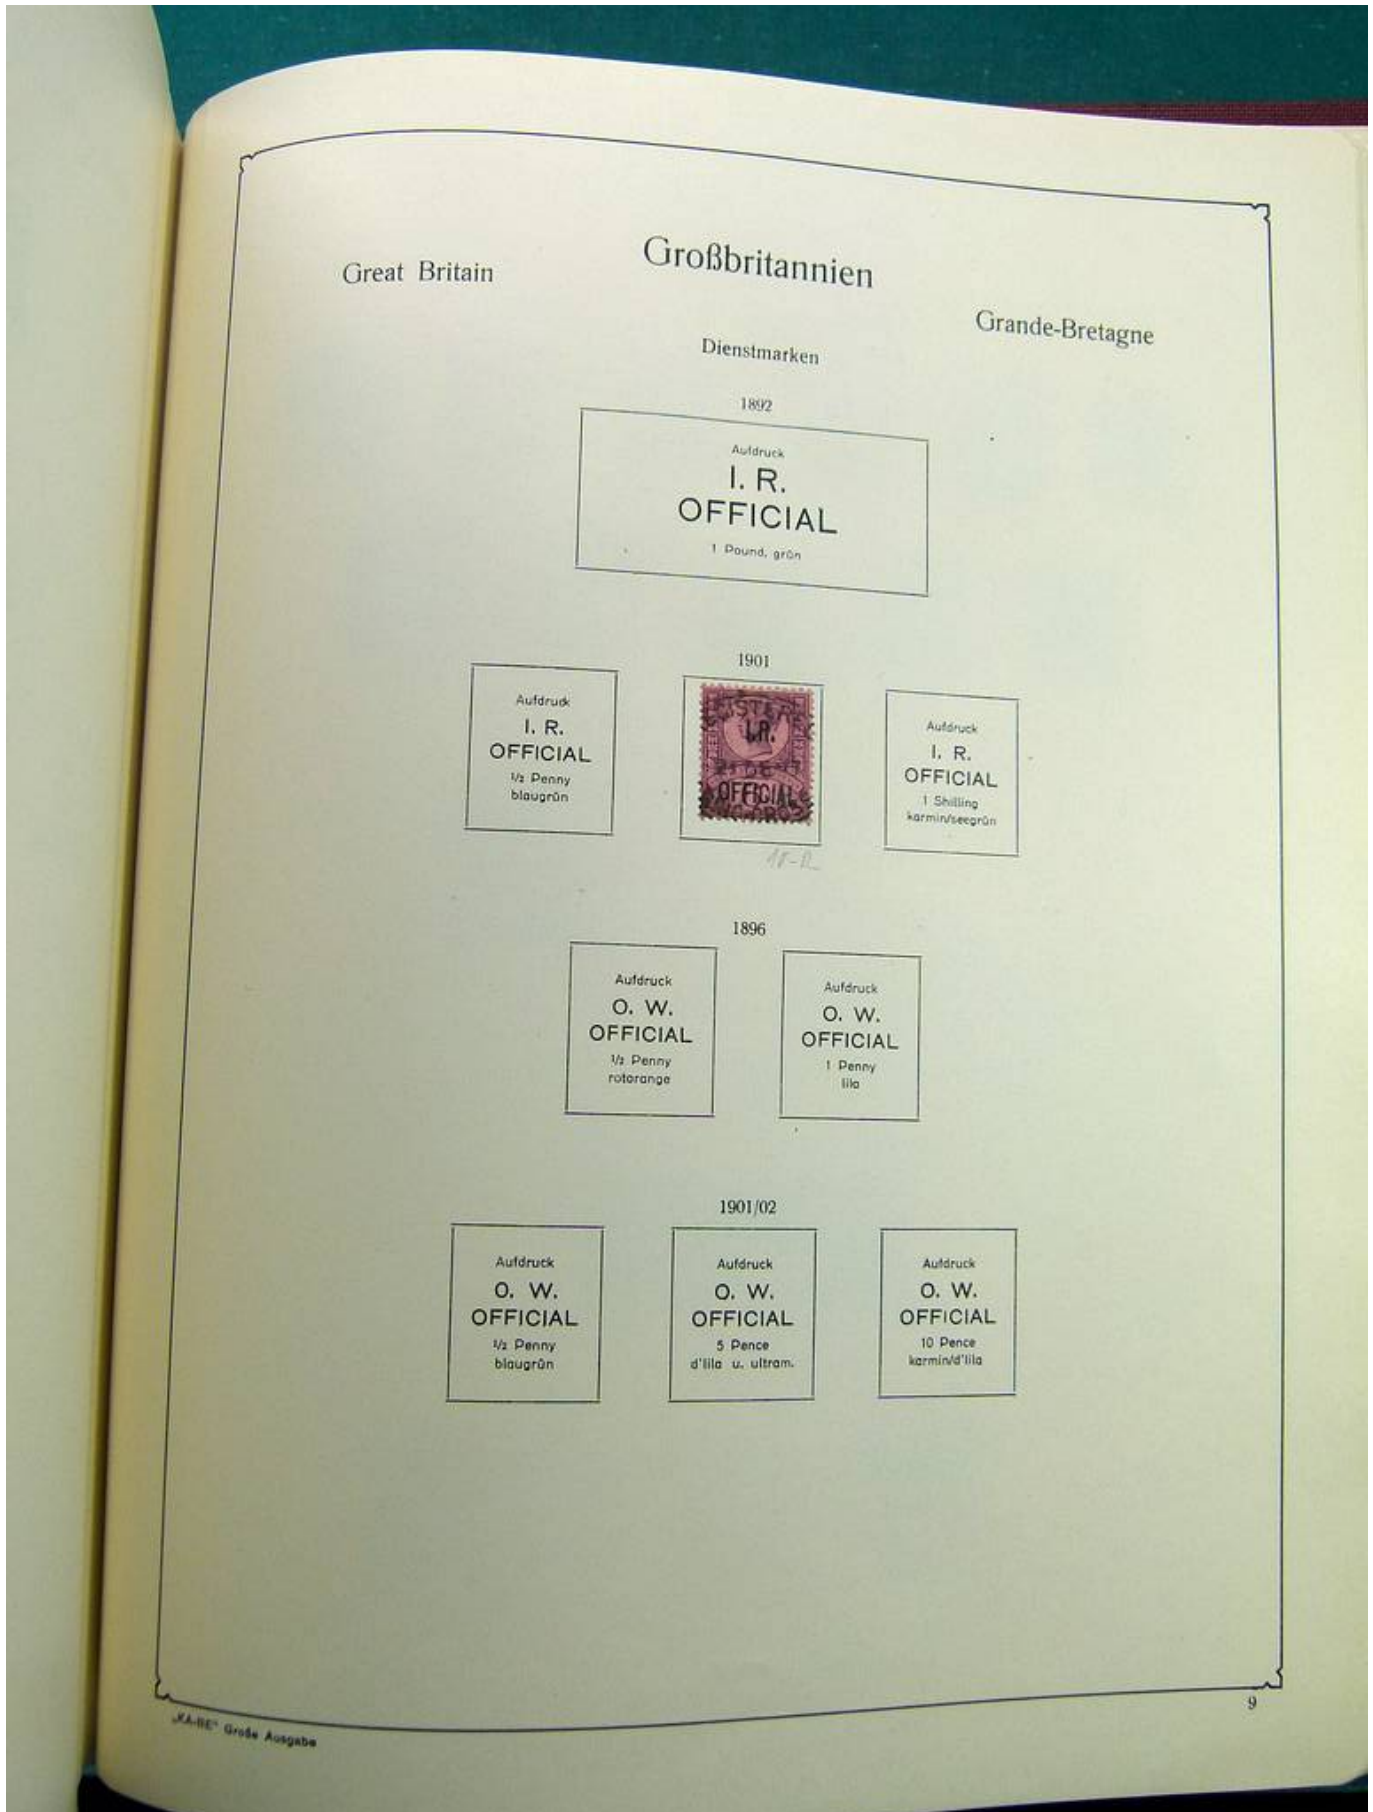 Großbritannien
Great Britain
Grande-Bretagne
Dienstmarken
1892
Aufdruck
I. R.
OFFICIAL
1 Pound, grün
1901
Aufdruck
I. R.
OFFICIAL
1/2 Penny
blaugrün
I.R.
OFFICIAL
Aufdruck
I. R.
OFFICIAL
1 Shilling
karmin/seegrün
1896
Aufdruck
O. W.
OFFICIAL
1/2 Penny
rotorange
Aufdruck
O. W.
OFFICIAL
1 Penny
lila
1901/02
Aufdruck
O. W.
OFFICIAL
1/2 Penny
blaugrün
Aufdruck
O. W.
OFFICIAL
5 Pence
d'lila u. ultram.
Aufdruck
O. W.
OFFICIAL
10 Pence
karmin/d'lila
9
„KA-BE" Große Ausgabe